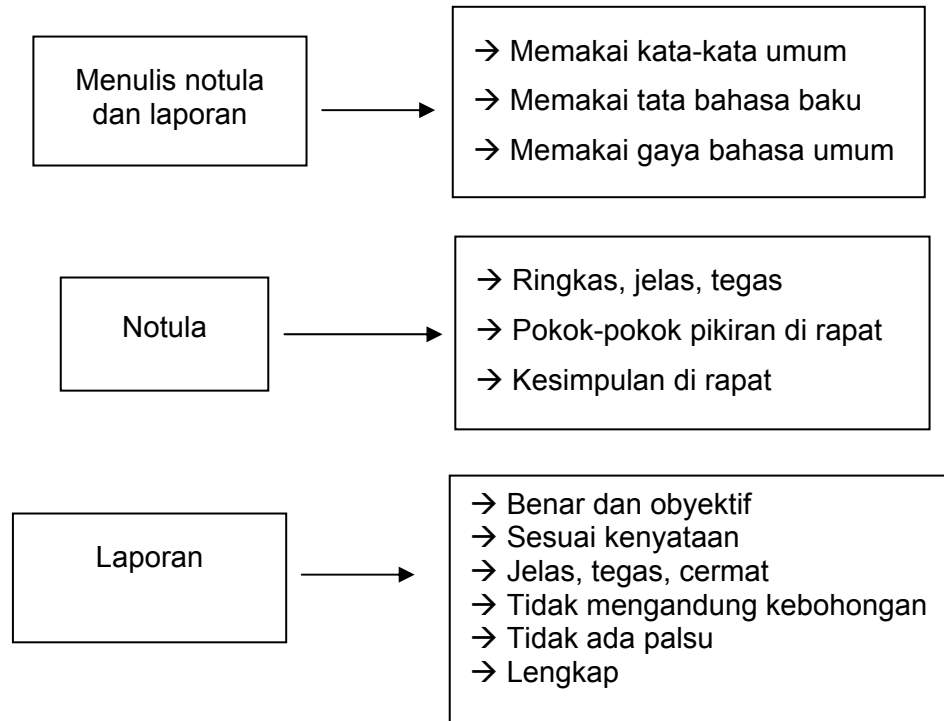 Menulis notula
dan laporan
→ Memakai kata-kata umum
→ Memakai tata bahasa baku
→ Memakai gaya bahasa umum
Notula
→ Ringkas, jelas, tegas
→ Pokok-pokok pikiran di rapat
→ Kesimpulan di rapat
Laporan
→ Benar dan obyektif
→ Sesuai kenyataan
→ Jelas, tegas, cermat
→ Tidak mengandung kebohongan
→ Tidak ada palsu
→ Lengkap